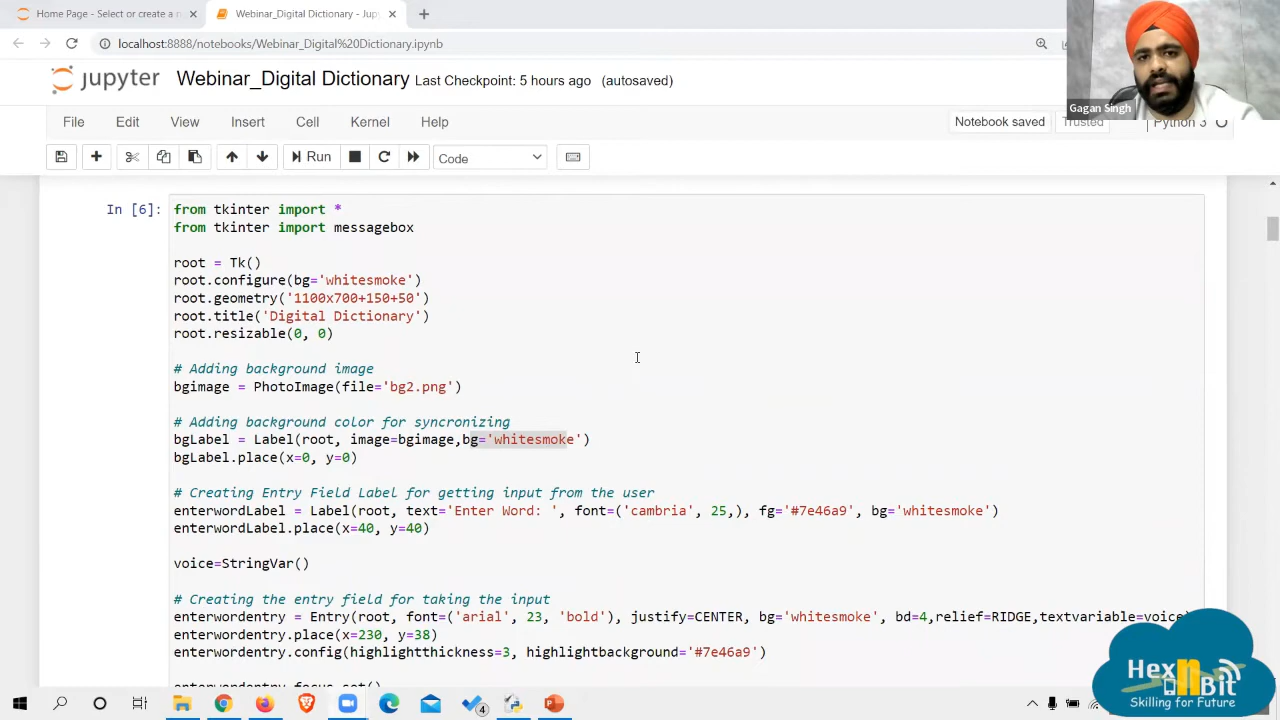 Home Page - Select or create a n
Webinar_Digital Dictionary - Jup
localhost:8888/notebooks/Webinar_Digital%20Dictionary.ipynb
jupyter Webinar_Digital Dictionary Last Checkpoint: 5 hours ago (autosaved)
Gagan Singh
File Edit View Insert Cell Kernel Help Notebook saved Trusted Python 3
Run Code
In [6]: from tkinter import *
from tkinter import messagebox
root = Tk()
root.configure(bg='whitesmoke')
root.geometry('1100x700+150+50')
root.title('Digital Dictionary')
root.resizable(0, 0)
# Adding background image
bgimage = PhotoImage(file='bg2.png')
# Adding background color for syncronizing
bgLabel = Label(root, image=bgimage,bg='whitesmoke')
bgLabel.place(x=0, y=0)
# Creating Entry Field Label for getting input from the user
enterwordLabel = Label(root, text='Enter Word: ', font=('cambria', 25,), fg='#7e46a9', bg='whitesmoke')
enterwordLabel.place(x=40, y=40)
voice=StringVar()
# Creating the entry field for taking the input
enterwordentry = Entry(root, font=('arial', 23, 'bold'), justify=CENTER, bg='whitesmoke', bd=4,relief=RIDGE,textvariable=voice)
enterwordentry.place(x=230, y=38)
enterwordentry.config(highlightthickness=3, highlightbackground='#7e46a9')
enterwordentry.focus_set()
Hex n Bit
Skilling for Future
4